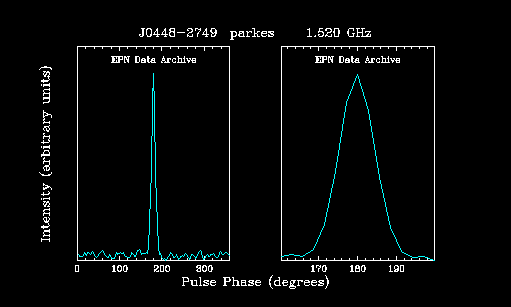 J0448-2749 parkes 1.520 GHz
EPN Data Archive EPN Data Archive
Intensity (arbitrary units)
0 100 200 300 170 180 190
Pulse Phase (degrees)